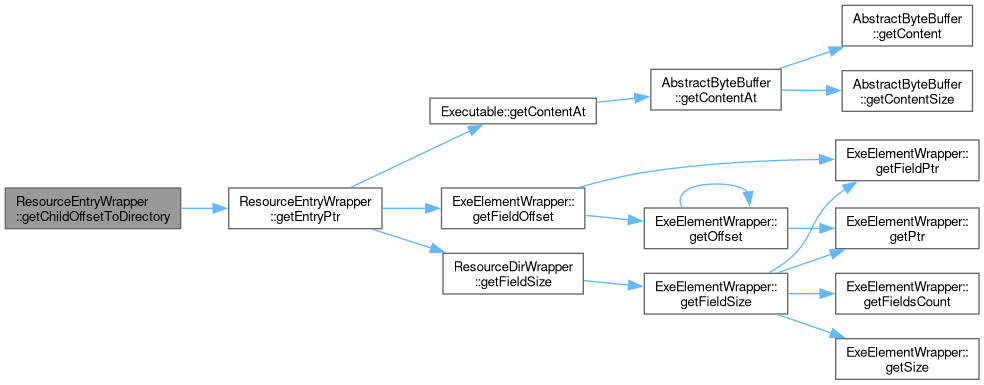 ResourceEntryWrapper
::getChildOffsetToDirectory
ResourceEntryWrapper
::getEntryPtr
Executable::getContentAt
AbstractByteBuffer
::getContentAt
AbstractByteBuffer
::getContent
AbstractByteBuffer
::getContentSize
ExeElementWrapper::
getFieldOffset
ExeElementWrapper::
getFieldPtr
ExeElementWrapper::
getOffset
ExeElementWrapper::
getPtr
ResourceDirWrapper
::getFieldSize
ExeElementWrapper::
getFieldSize
ExeElementWrapper::
getFieldsCount
ExeElementWrapper::
getSize